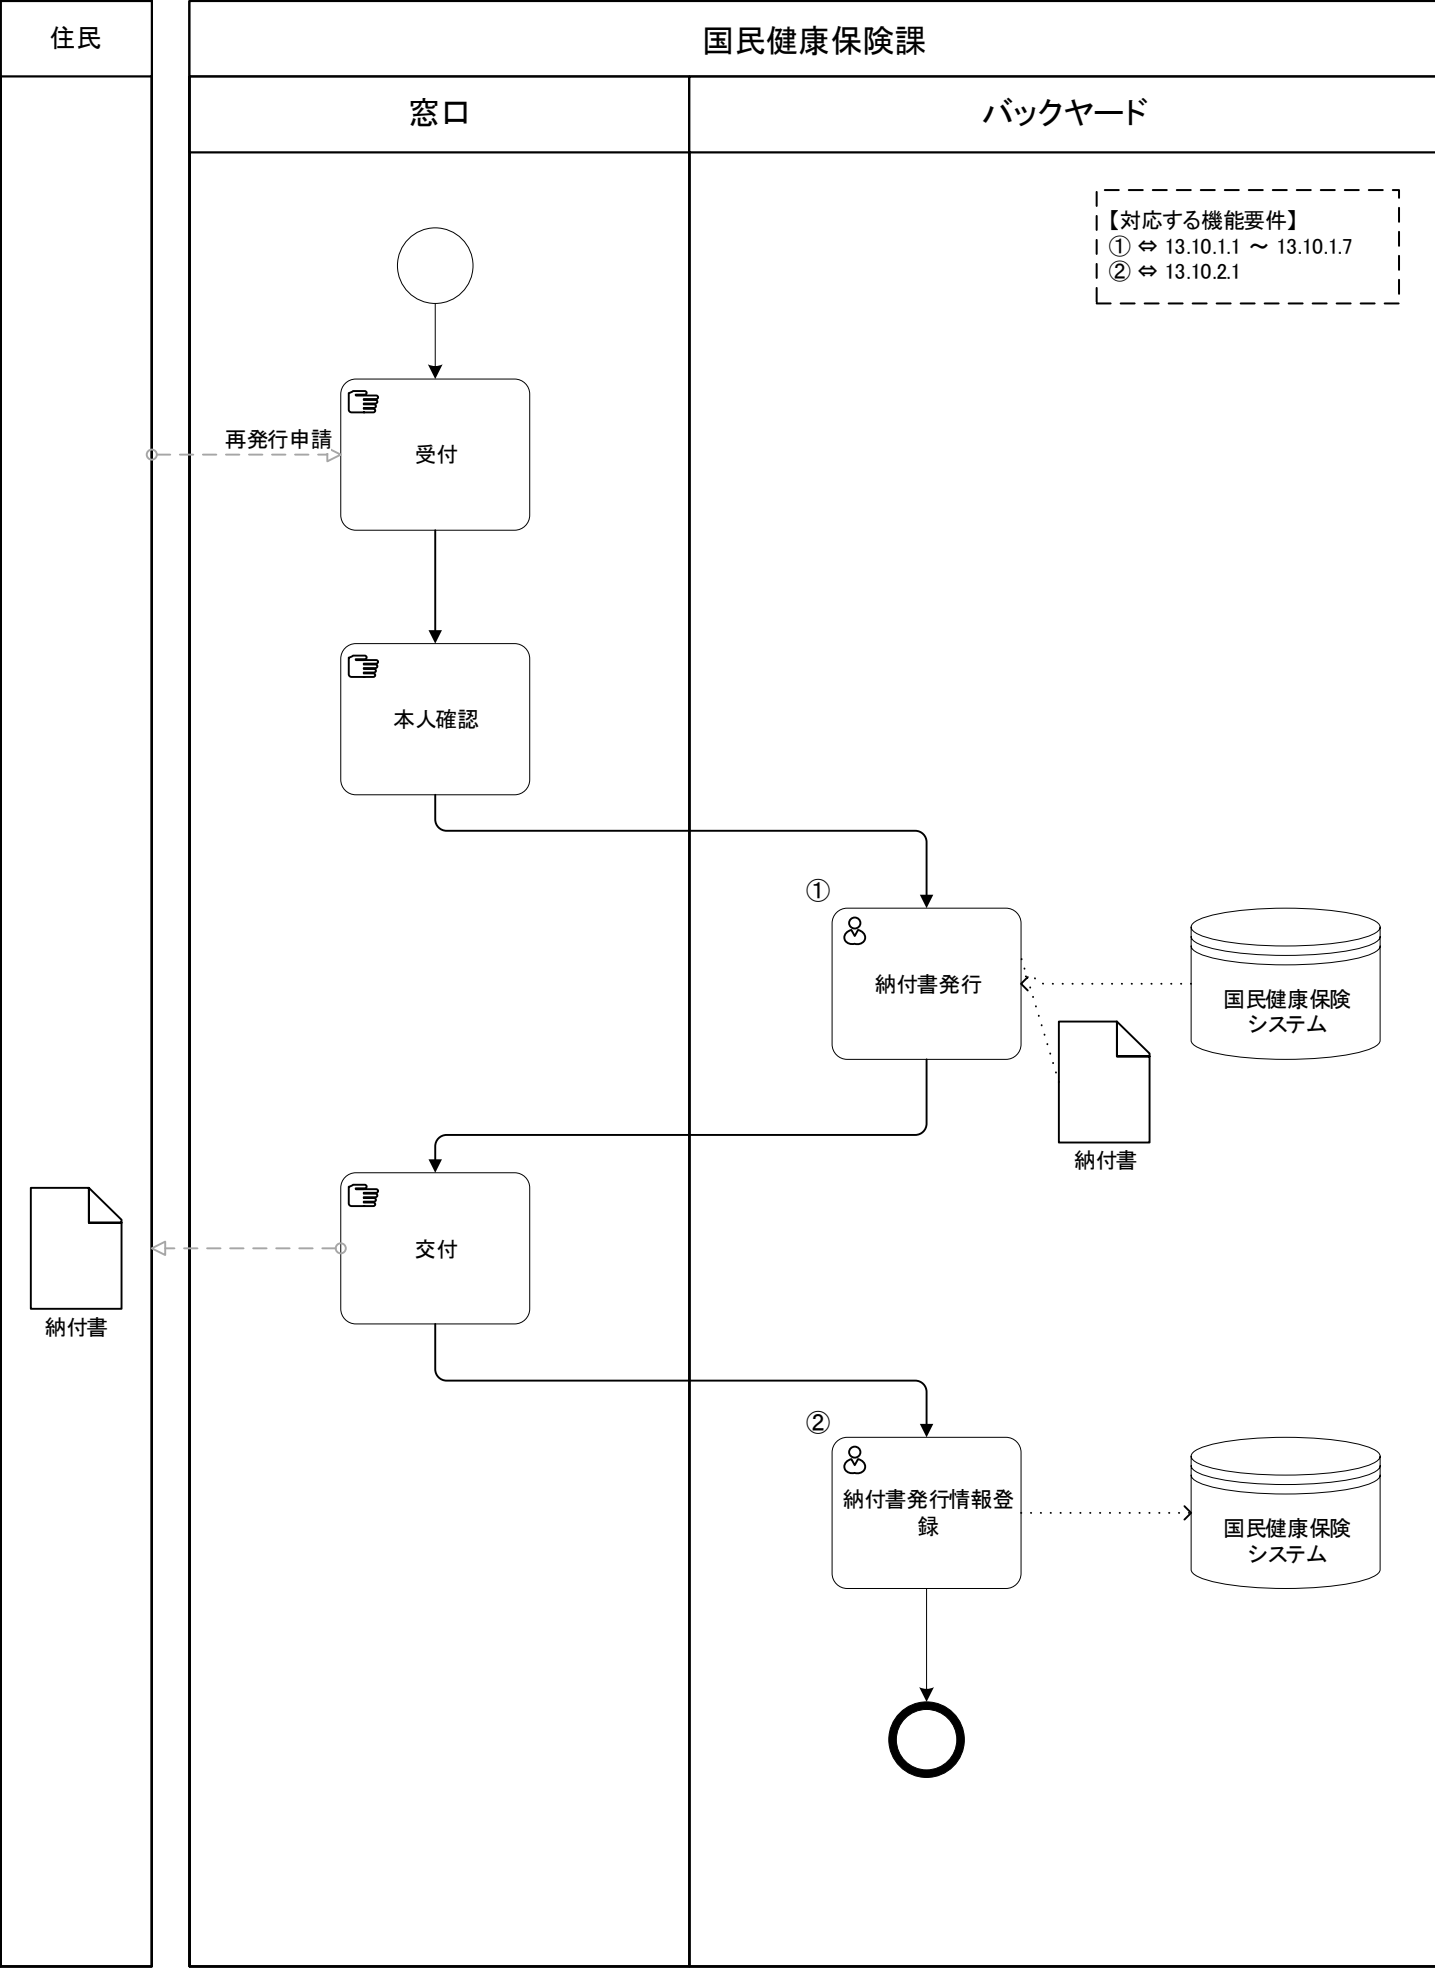 住民
国民健康保険課
窓口
バックヤード
【対応する機能要件】
① ⇔ 13.10.1.1 ～ 13.10.1.7
② ⇔ 13.10.2.1
再発行申請
受付
本人確認
①
納付書発行
国民健康保険
システム
納付書
交付
納付書
②
納付書発行情報登
録
国民健康保険
システム